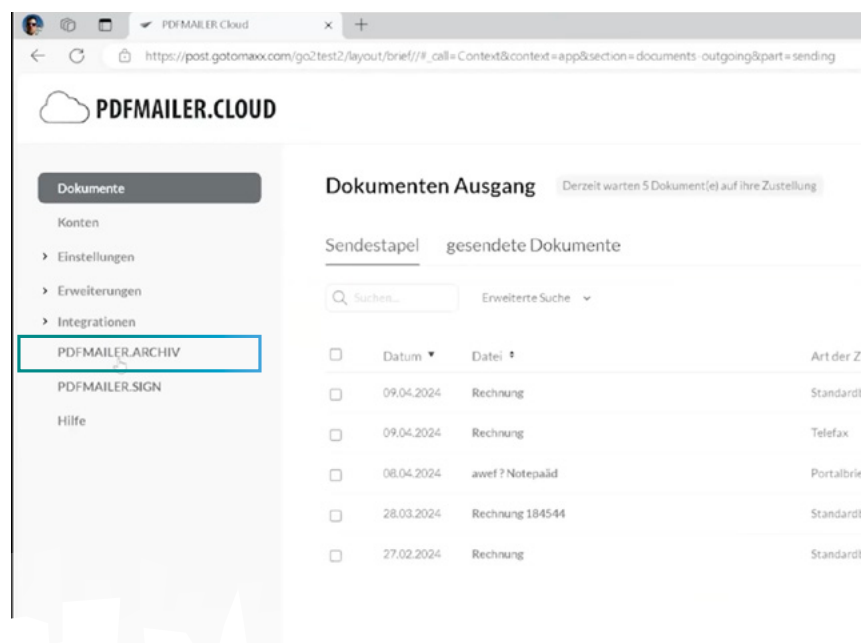 PDFMAILER.Cloud
https://post.gotomaxx.com/go2test2/layout/brief//#_call=Context&context=app&section=documents-outgoing&part=sending
PDFMAILER.CLOUD
Dokumente
Konten
Einstellungen
Erweiterungen
Integrationen
PDFMAILER.ARCHIV
PDFMAILER.SIGN
Hilfe
Dokumenten Ausgang
Derzeit warten 5 Dokument(e) auf ihre Zustellung
Sendestapel gesendete Dokumente
Suchen... Erweiterte Suche
Datum Datei Art der Z
09.04.2024 Rechnung Standardb
09.04.2024 Rechnung Telefax
08.04.2024 awef ? Notepaäd Portalbrie
28.03.2024 Rechnung 184544 Standardb
27.02.2024 Rechnung Standardb